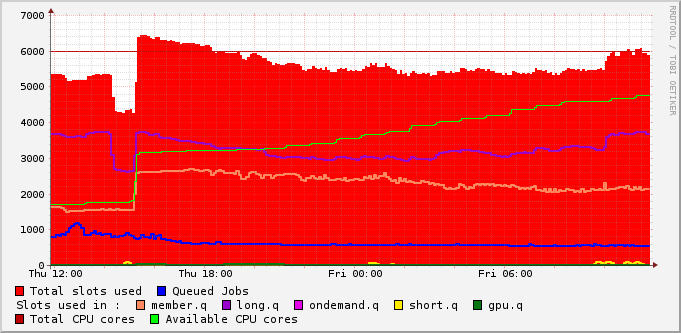 7000
6000
5000
4000
3000
2000
1000
0
Thu 12:00 Thu 18:00 Fri 00:00 Fri 06:00
RRDTOOL / TOBI OETIKER
Total slots used Queued Jobs
Slots used in : member.q long.q ondemand.q short.q gpu.q
Total CPU cores Available CPU cores